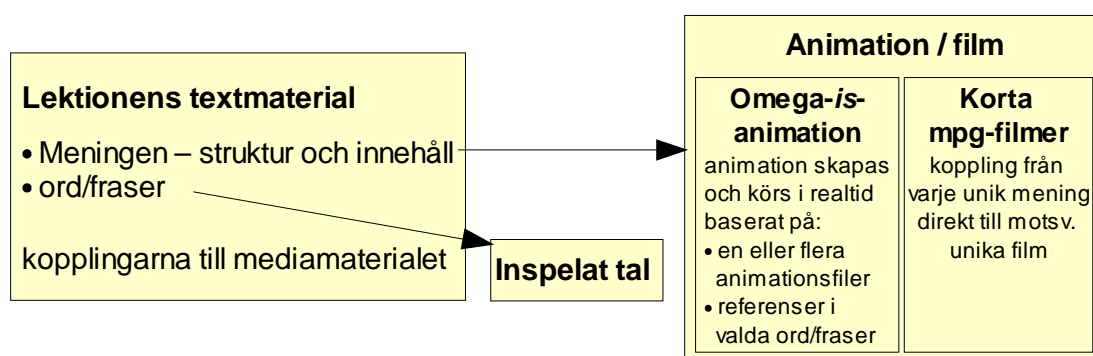 Lektionens textmaterial
• Meningen – struktur och innehåll
• ord/fraser
kopplingarna till mediamaterialet
Inspelat tal
Animation / film
Omega-is-
animation
animation skapas
och körs i realtid
baserat på:
• en eller flera
animationsfiler
• referenser i
valda ord/fraser
Korta
mpg-filmer
koppling från
varje unik mening
direkt till motsv.
unika film